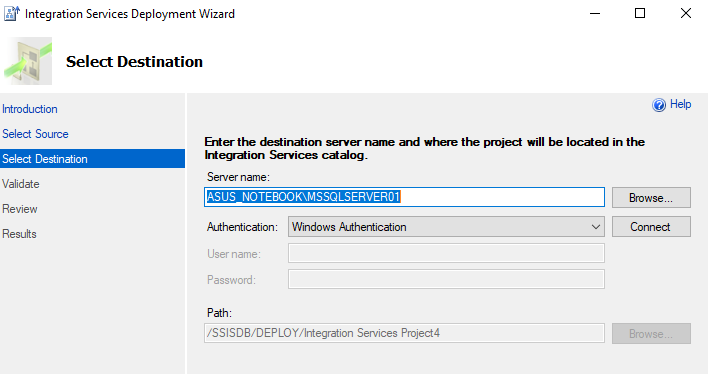 Integration Services Deployment Wizard
Select Destination
Help
Introduction
Select Source
Select Destination
Validate
Review
Results
Enter the destination server name and where the project will be located in the
Integration Services catalog.
Server name:
ASUS_NOTEBOOK\MSSQLSERVER01
Browse...
Authentication:
Windows Authentication
Connect
User name:
Password:
Path:
/SSISDB/DEPLOY/Integration Services Project4
Browse...